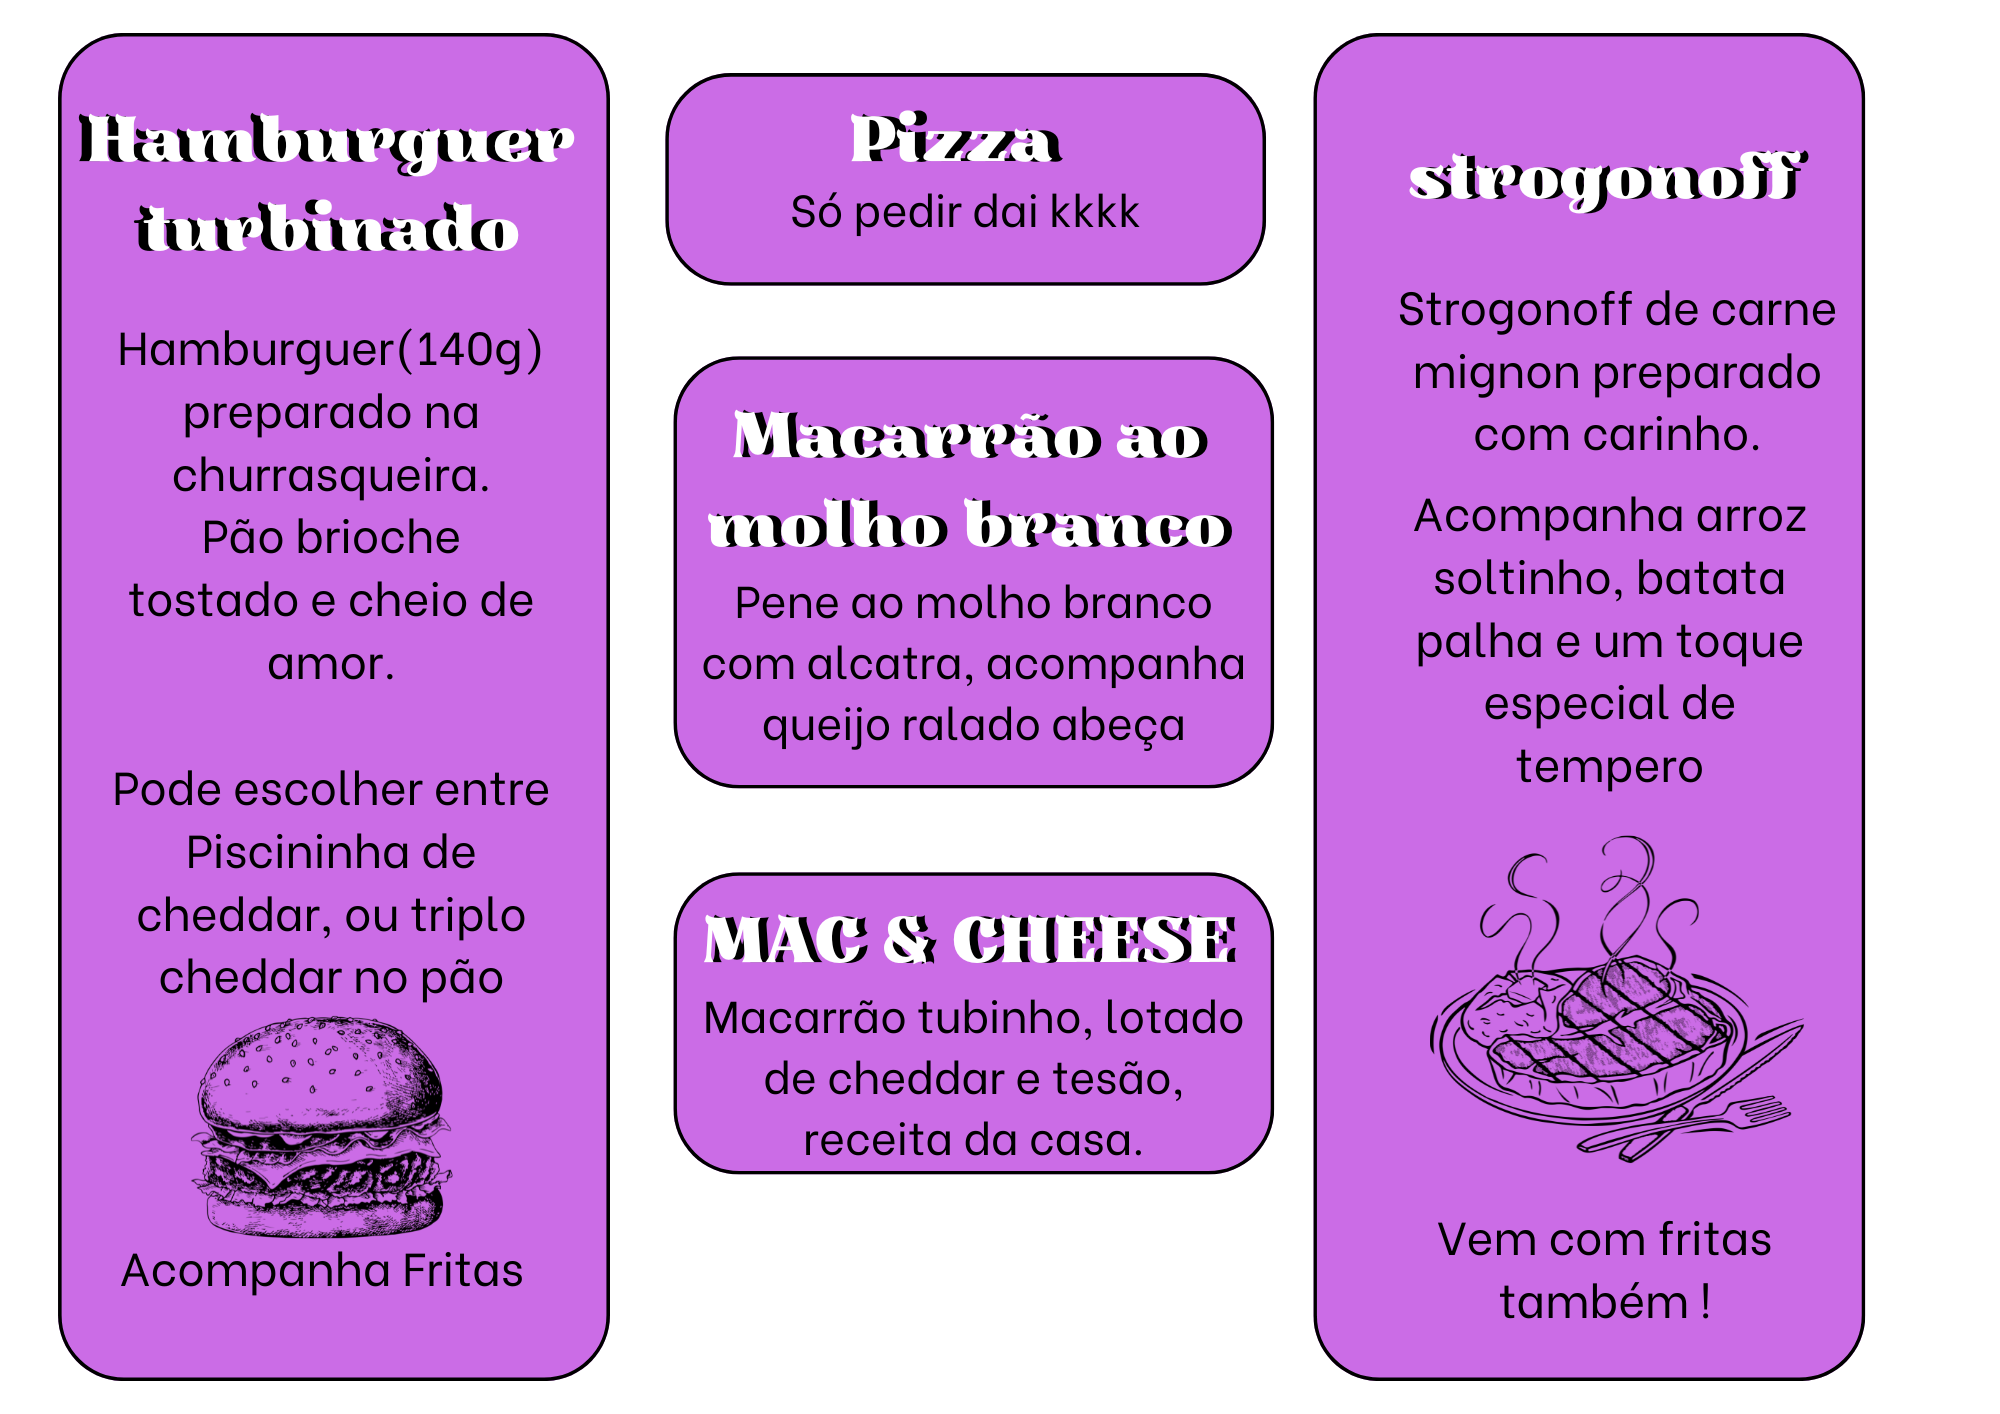 Hamburguer
turbinado
Hamburguer(140g)
preparado na
churrasqueira.
Pão brioche
tostado e cheio de
amor.
Pode escolher entre
Piscininha de
cheddar, ou triplo
cheddar no pão
Acompanha Fritas
Pizza
Só pedir dai kkkk
Macarrão ao
molho branco
Pene ao molho branco
com alcatra, acompanha
queijo ralado abeça
MAC & CHEESE
Macarrão tubinho, lotado
de cheddar e tesão,
receita da casa.
strogonoff
Strogonoff de carne
mignon preparado
com carinho.
Acompanha arroz
soltinho, batata
palha e um toque
especial de
tempero
Vem com fritas
também !